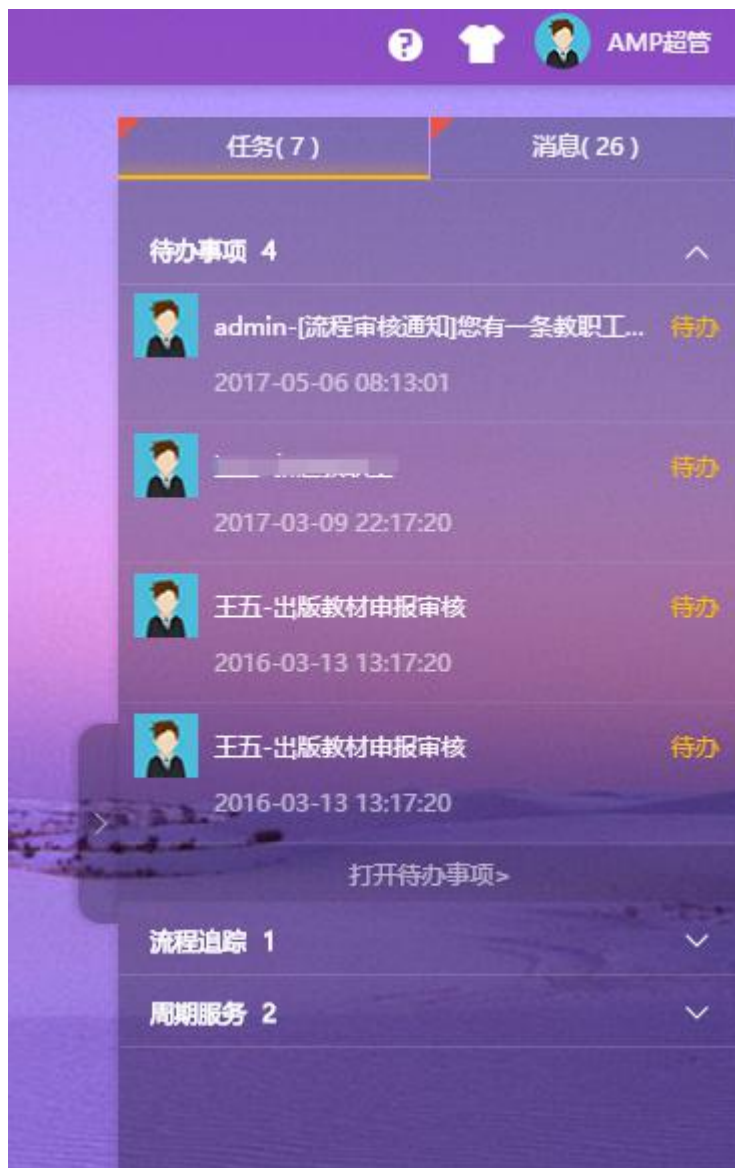 AMP超管
任务( 7 )
消息( 26 )
待办事项 4
admin-[流程审核通知]您有一条教职工...
待办
2017-05-06 08:13:01
待办
2017-03-09 22:17:20
王五-出版教材申报审核
待办
2016-03-13 13:17:20
王五-出版教材申报审核
待办
2016-03-13 13:17:20
打开待办事项>
流程追踪 1
周期服务 2